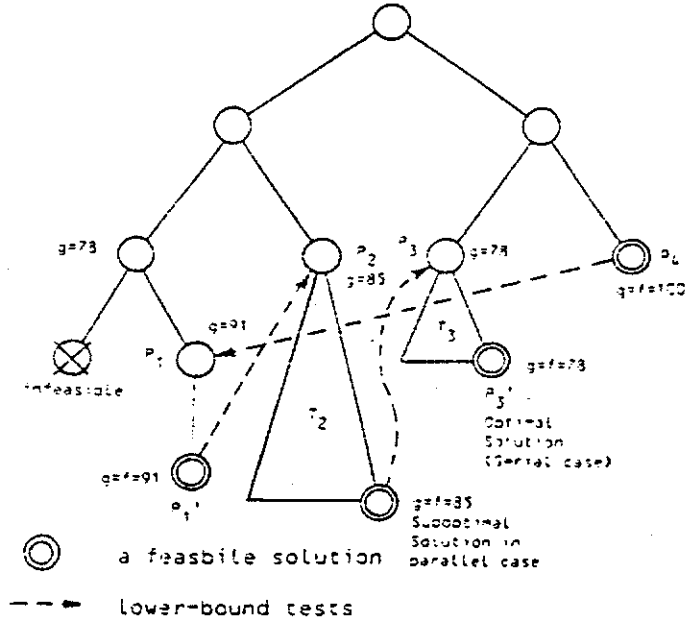 g=78
P2
g=85
P3
g=78
P4
g=f=100
g=91
P1
infeasible
T3
g=f=78
P3'
Optimal
Solution
(Serial case)
T2
g=f=91
P1'
g=f=85
Suboptimal
Solution in
parallel case
a feasbile solution
lower-bound tests